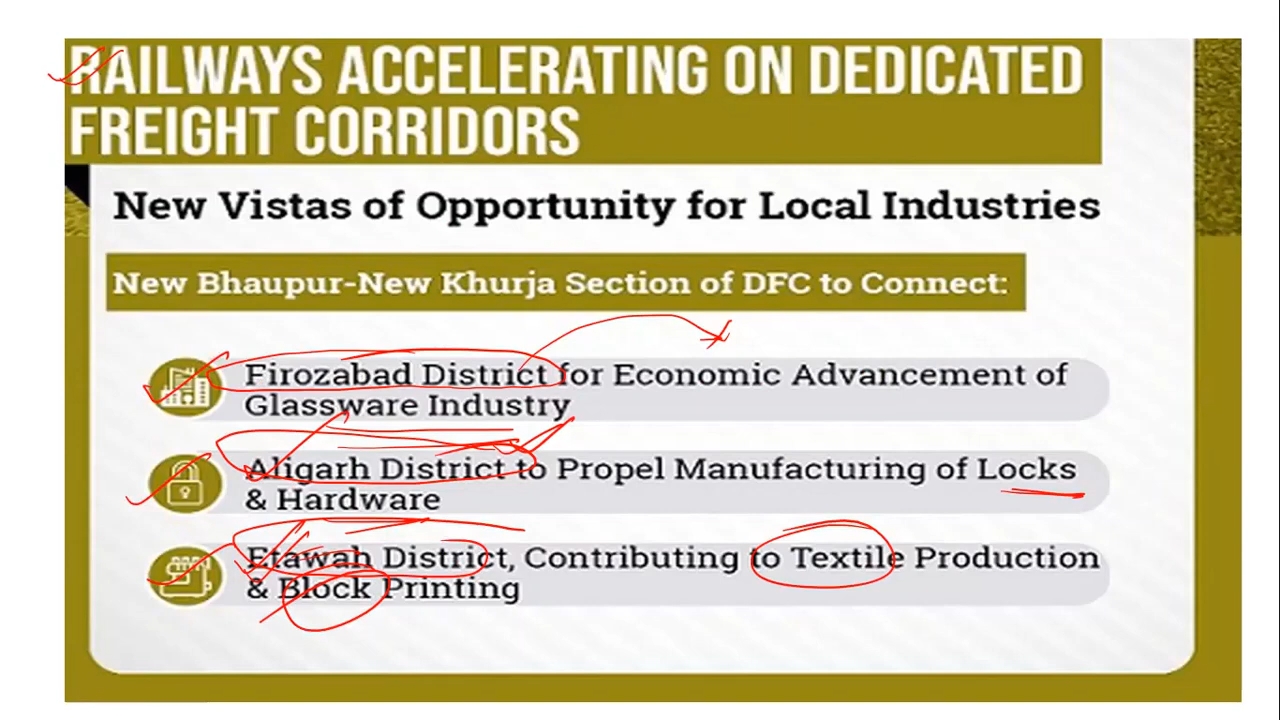 RAILWAYS ACCELERATING ON DEDICATED
FREIGHT CORRIDORS
New Vistas of Opportunity for Local Industries
New Bhaupur-New Khurja Section of DFC to Connect:
Firozabad District for Economic Advancement of
Glassware Industry
Aligarh District to Propel Manufacturing of Locks
& Hardware
Etawah District, Contributing to Textile Production
& Block Printing